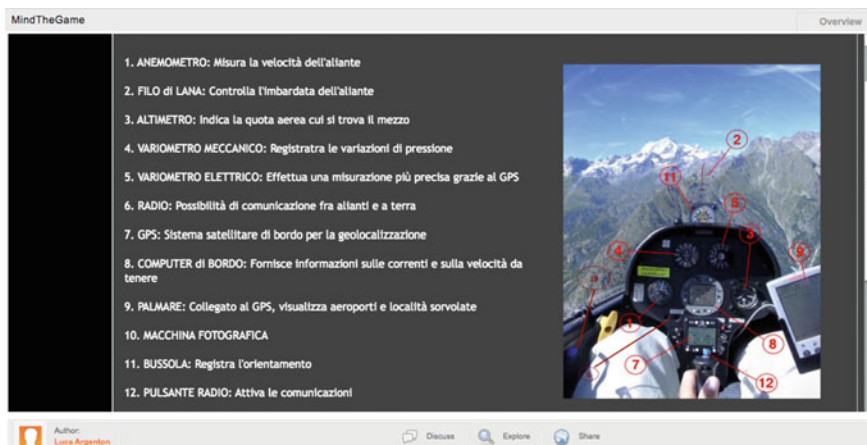 MindTheGame
Overview
1. ANEMOMETRO: Misura la velocità dell'aliante
2. FILO di LANA: Controlla l'imbardata dell'aliante
3. ALTIMETRO: Indica la quota aerea cui si trova il mezzo
4. VARIOMETRO MECCANICO: Registratra le variazioni di pressione
5. VARIOMETRO ELETTRICO: Effettua una misurazione più precisa grazie al GPS
6. RADIO: Possibilità di comunicazione fra alianti e a terra
7. GPS: Sistema satellitare di bordo per la geolocalizzazione
8. COMPUTER di BORDO: Fornisce informazioni sulle correnti e sulla velocità da
tenere
9. PALMARE: Collegato al GPS, visualizza aeroporti e località sorvolate
10. MACCHINA FOTOGRAFICA
11. BUSSOLA: Registra l'orientamento
12. PULSANTE RADIO: Attiva le comunicazioni
2
11
5
4
3
9
10
1
8
7
12
Author:
Luca Argenton
Discuss
Explore
Share